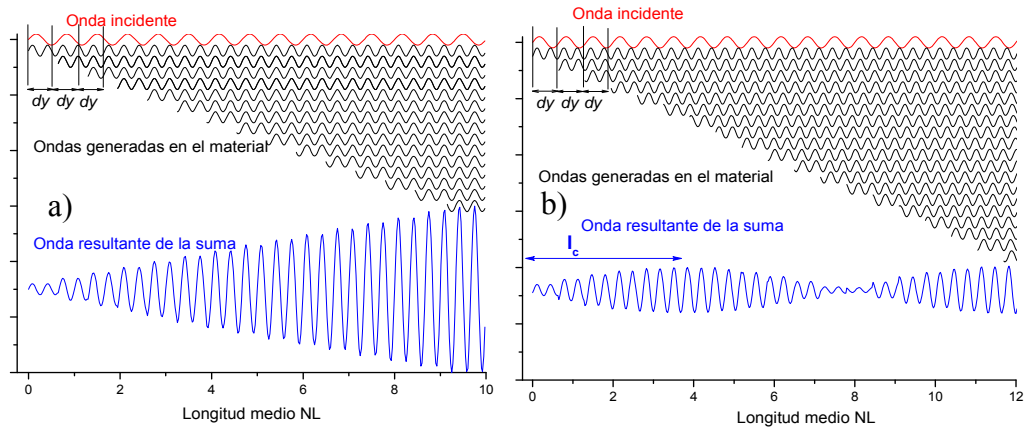 Onda incidente
dy dy dy
Ondas generadas en el material
a)
Onda resultante de la suma
0 2 4 6 8 10
Longitud medio NL
Onda incidente
dy dy dy
Ondas generadas en el material
b)
Onda resultante de la suma
lc
0 2 4 6 8 10 12
Longitud medio NL